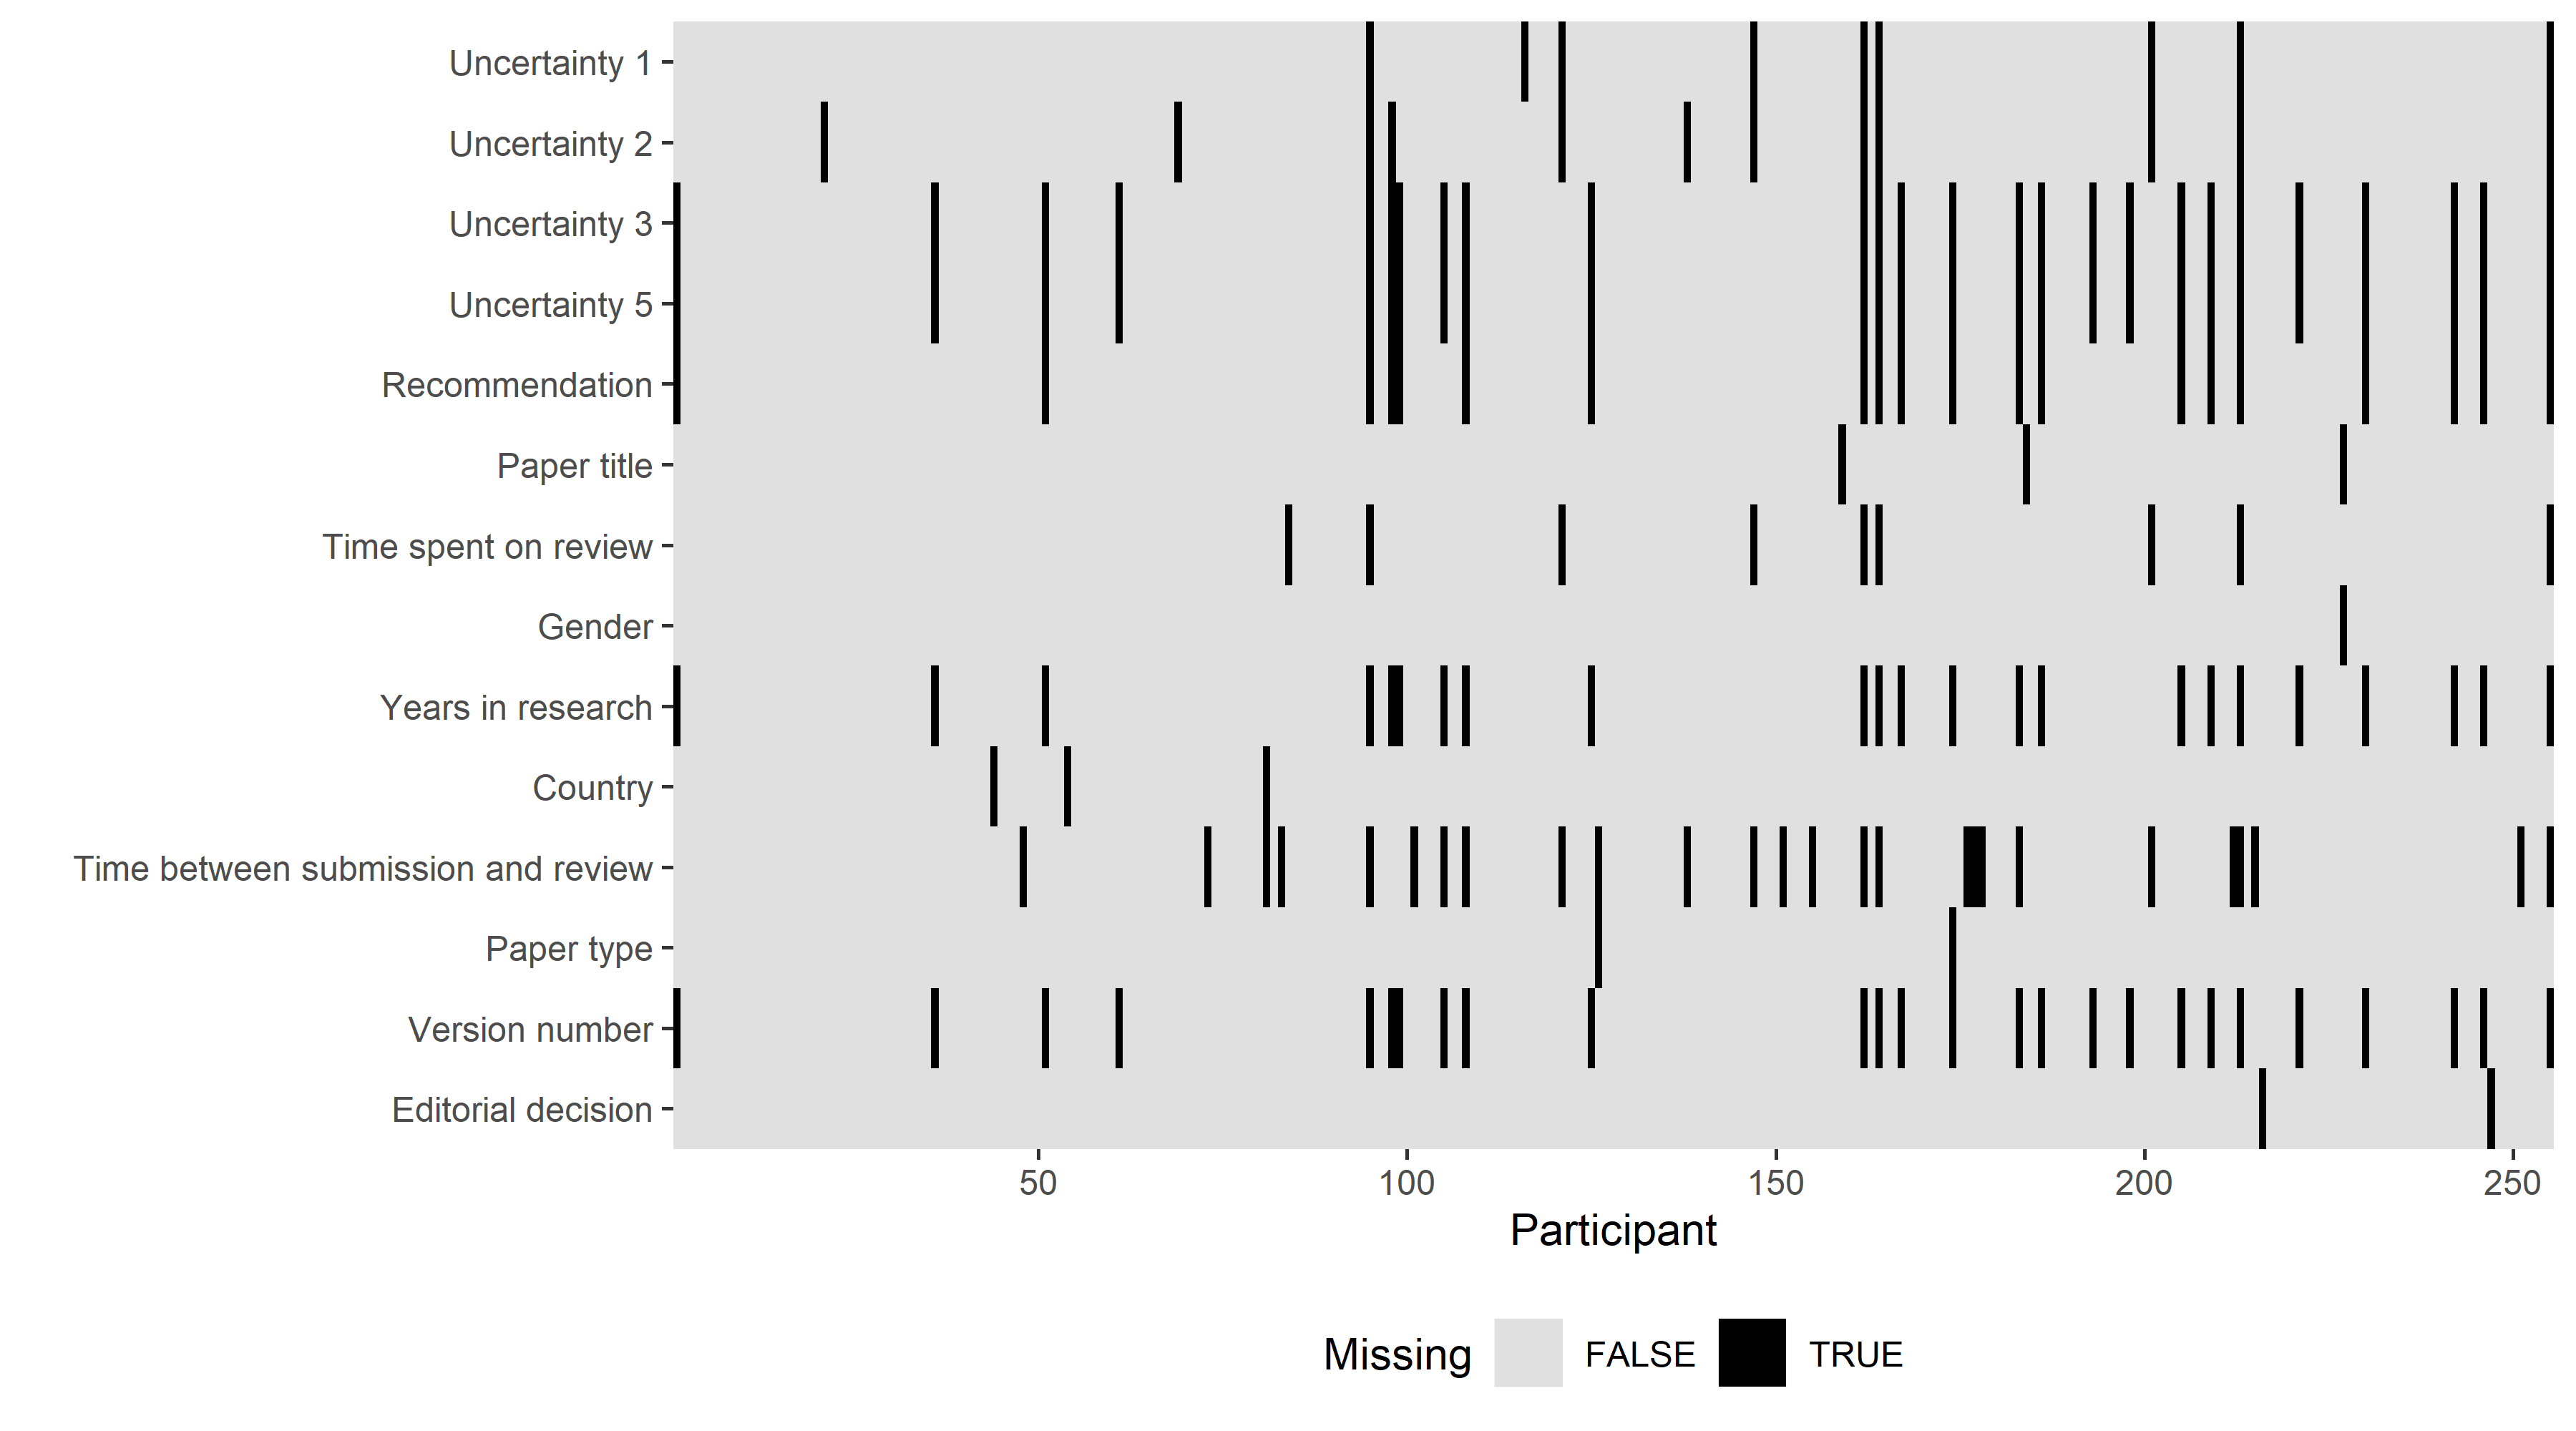 Uncertainty 1
Uncertainty 2
Uncertainty 3
Uncertainty 5
Recommendation
Paper title
Time spent on review
Gender
Years in research
Country
Time between submission and review
Paper type
Version number
Editorial decision
50 100 150 200 250
Participant
Missing FALSE TRUE